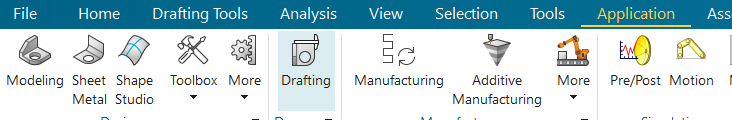 File Home Drafting Tools Analysis View Selection Tools Application
Modeling Sheet Metal Shape Studio Toolbox More Drafting Manufacturing Additive Manufacturing More Pre/Post Motion